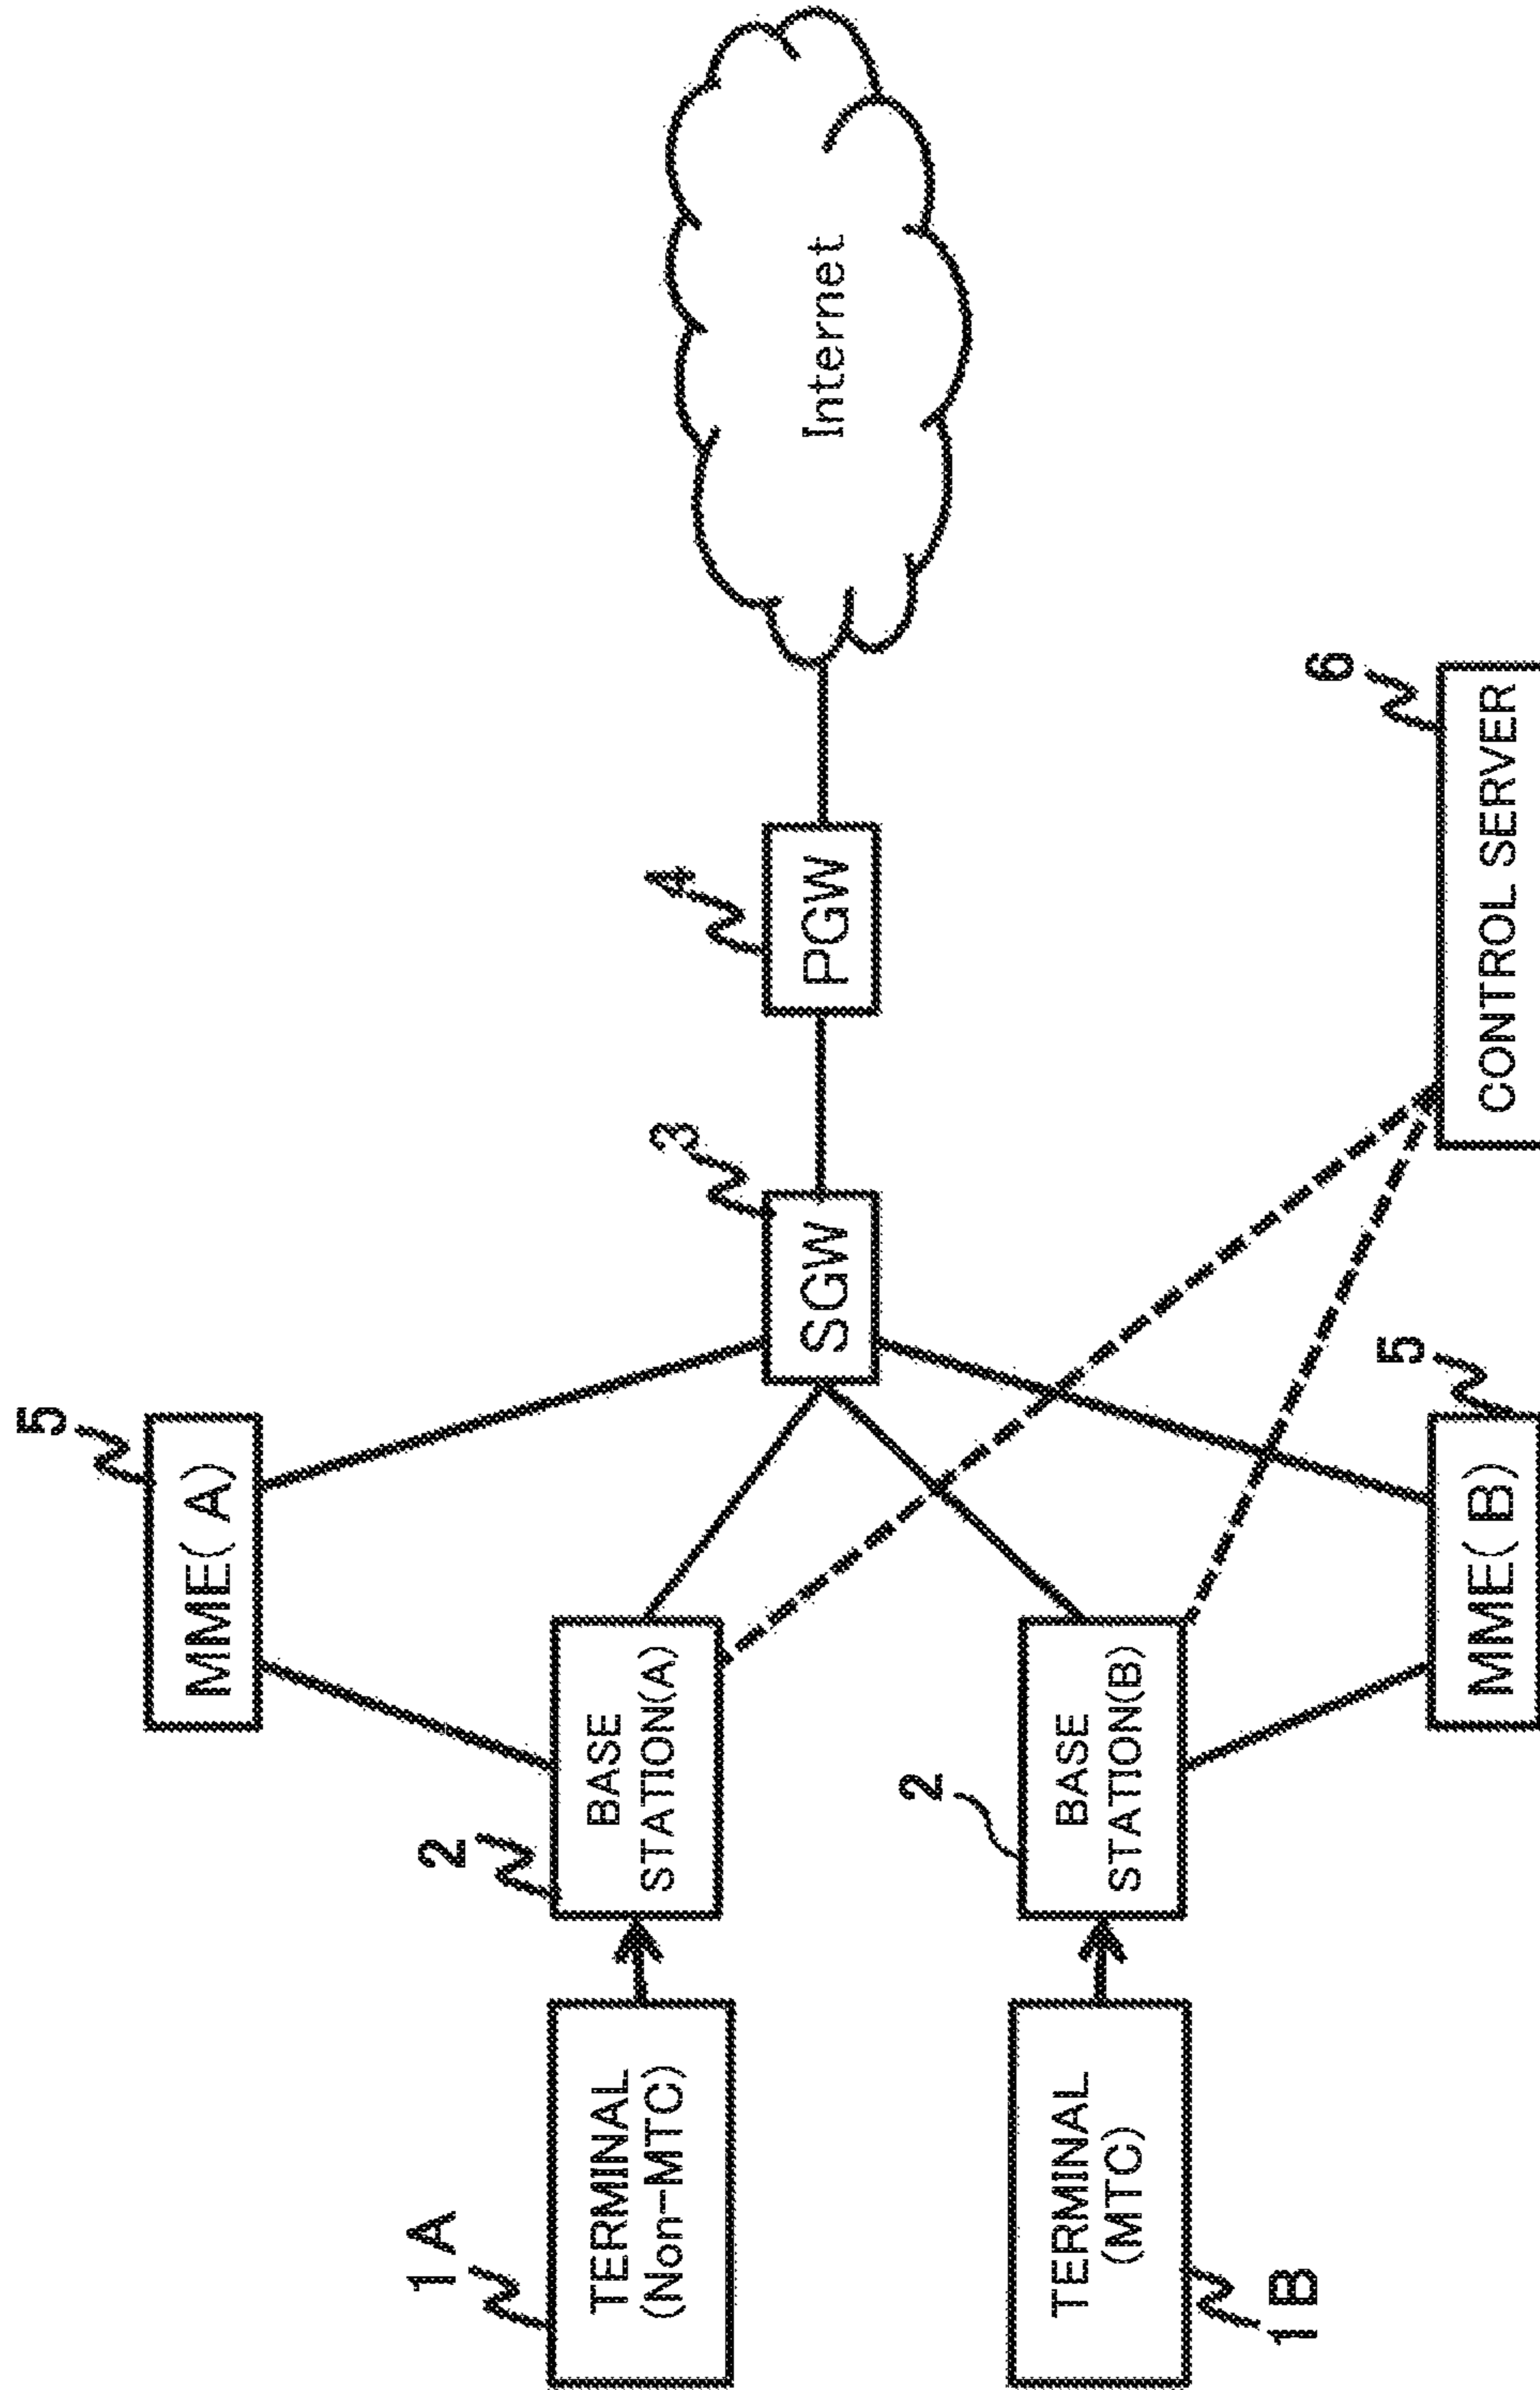 5
MME( A)
1 A
TERMINAL
(Non-MTC)
2
BASE
STATION(A)
3
SGW
4
PGW
Internet
TERMINAL
(MTC)
1B
2
BASE
STATION(B)
5
MME( B)
6
CONTROL SERVER